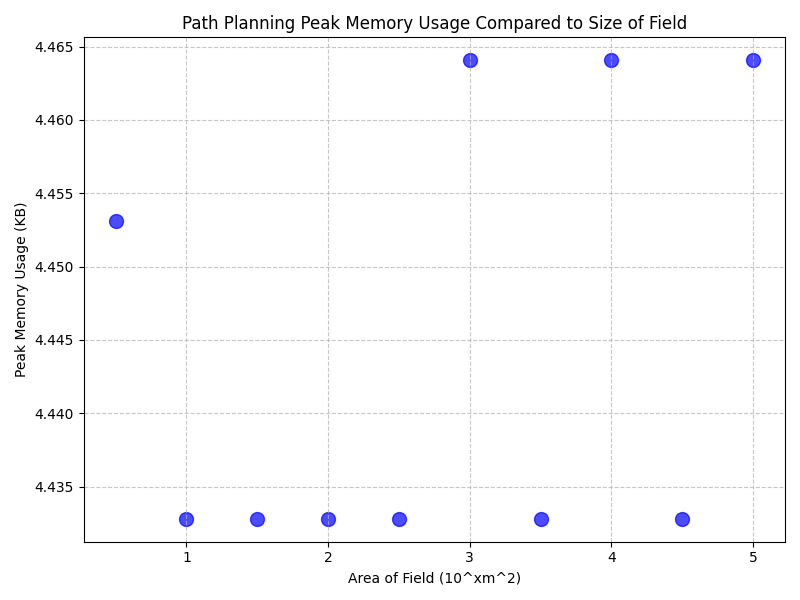 Path Planning Peak Memory Usage Compared to Size of Field
4.465
4.460
4.455
4.450
4.445
4.440
4.435
Peak Memory Usage (KB)
1 2 3 4 5
Area of Field (10^xm^2)